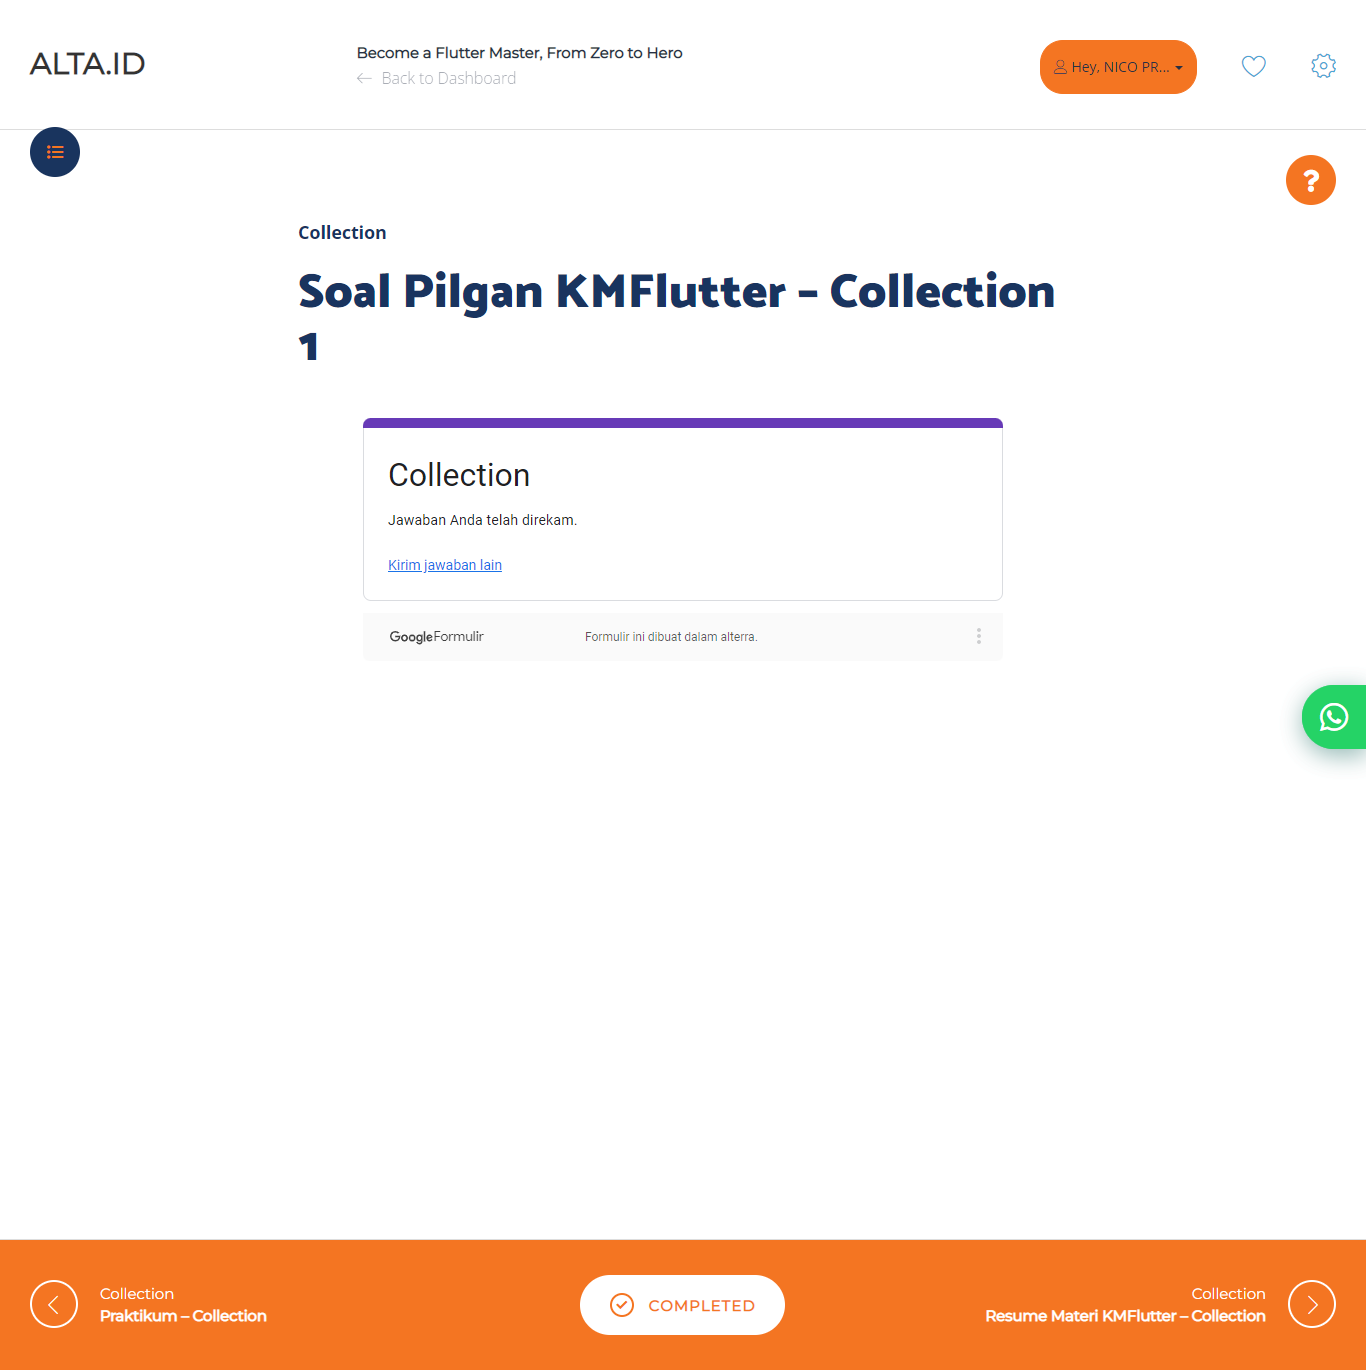 ALTA.ID
Become a Flutter Master, From Zero to Hero
← Back to Dashboard
Hey, NICO PR...
?
Collection
Soal Pilgan KMFlutter – Collection
1
Collection
Jawaban Anda telah direkam.
Kirim jawaban lain
Google Formulir
Formulir ini dibuat dalam alterra.
Collection
Praktikum – Collection
COMPLETED
Collection
Resume Materi KMFlutter – Collection